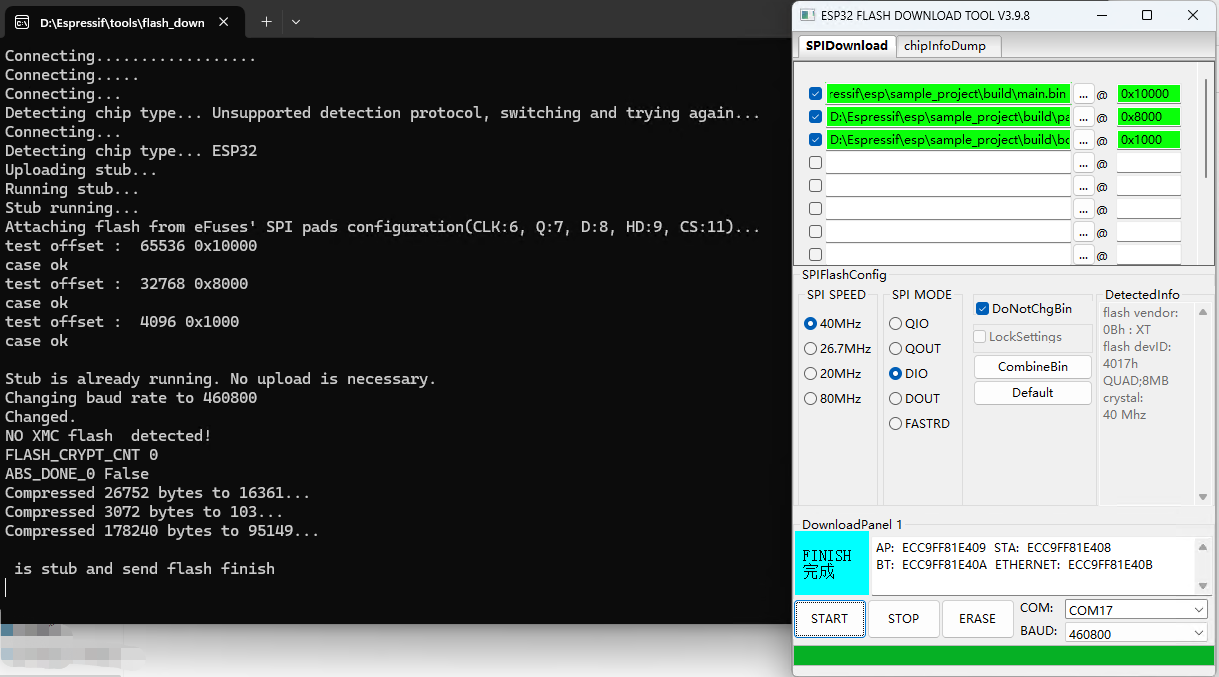 D:\Espressif\tools\flash_down
Connecting..................
Connecting.....
Connecting...
Detecting chip type... Unsupported detection protocol, switching and trying again...
Connecting...
Detecting chip type... ESP32
Uploading stub...
Running stub...
Stub running...
Attaching flash from eFuses' SPI pads configuration(CLK:6, Q:7, D:8, HD:9, CS:11)...
test offset :  65536 0x10000
case ok
test offset :  32768 0x8000
case ok
test offset :  4096 0x1000
case ok
Stub is already running. No upload is necessary.
Changing baud rate to 460800
Changed.
NO XMC flash  detected!
FLASH_CRYPT_CNT 0
ABS_DONE_0 False
Compressed 26752 bytes to 16361...
Compressed 3072 bytes to 103...
Compressed 178240 bytes to 95149...
is stub and send flash finish
ESP32 FLASH DOWNLOAD TOOL V3.9.8
SPIDownload chipInfoDump
ressif\esp\sample_project\build\main.bin ... @ 0x10000
D:\Espressif\esp\sample_project\build\pa ... @ 0x8000
D:\Espressif\esp\sample_project\build\bo ... @ 0x1000
... @
... @
... @
... @
... @
SPIFlashConfig
SPI SPEED
40MHz
26.7MHz
20MHz
80MHz
SPI MODE
QIO
QOUT
DIO
DOUT
FASTRD
DoNotChgBin
LockSettings
CombineBin
Default
DetectedInfo
flash vendor:
0Bh : XT
flash devID:
4017h
QUAD;8MB
crystal:
40 Mhz
DownloadPanel 1
FINISH
完成
AP: ECC9FF81E409 STA: ECC9FF81E408
BT: ECC9FF81E40A ETHERNET: ECC9FF81E40B
START STOP ERASE
COM: COM17
BAUD: 460800